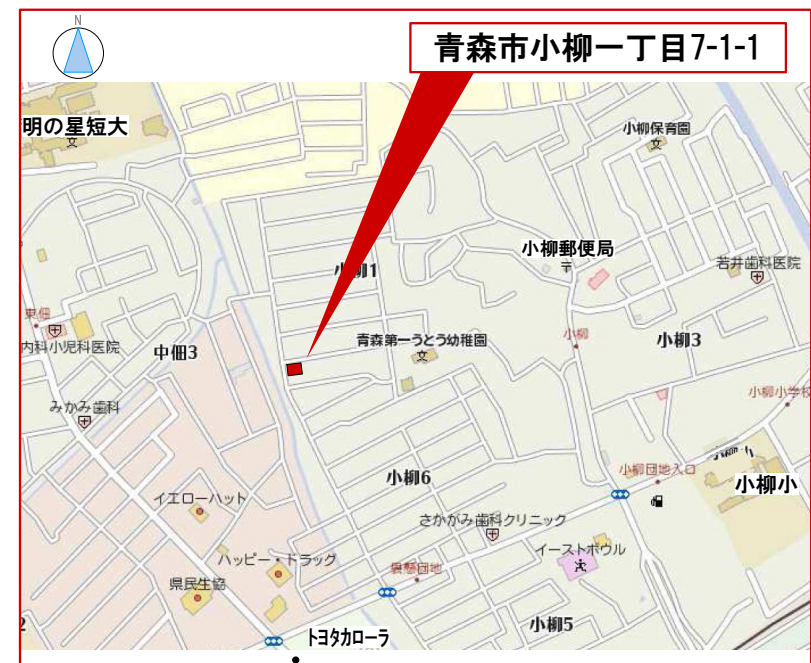 N
青森市小柳一丁目7-1-1
明の星短大
小柳保育園
小柳郵便局
若井歯科医院
小柳1
東佃
内科小児科医院
中佃3
青森第一うとう幼稚園
小柳
小柳3
みかみ歯科
小柳小学校
小柳6
小柳団地入口
小柳小
イエローハット
さかがみ歯科クリニック
ハッピー・ドラッグ
イーストボウル
県民生協
小柳5
トヨタカローラ